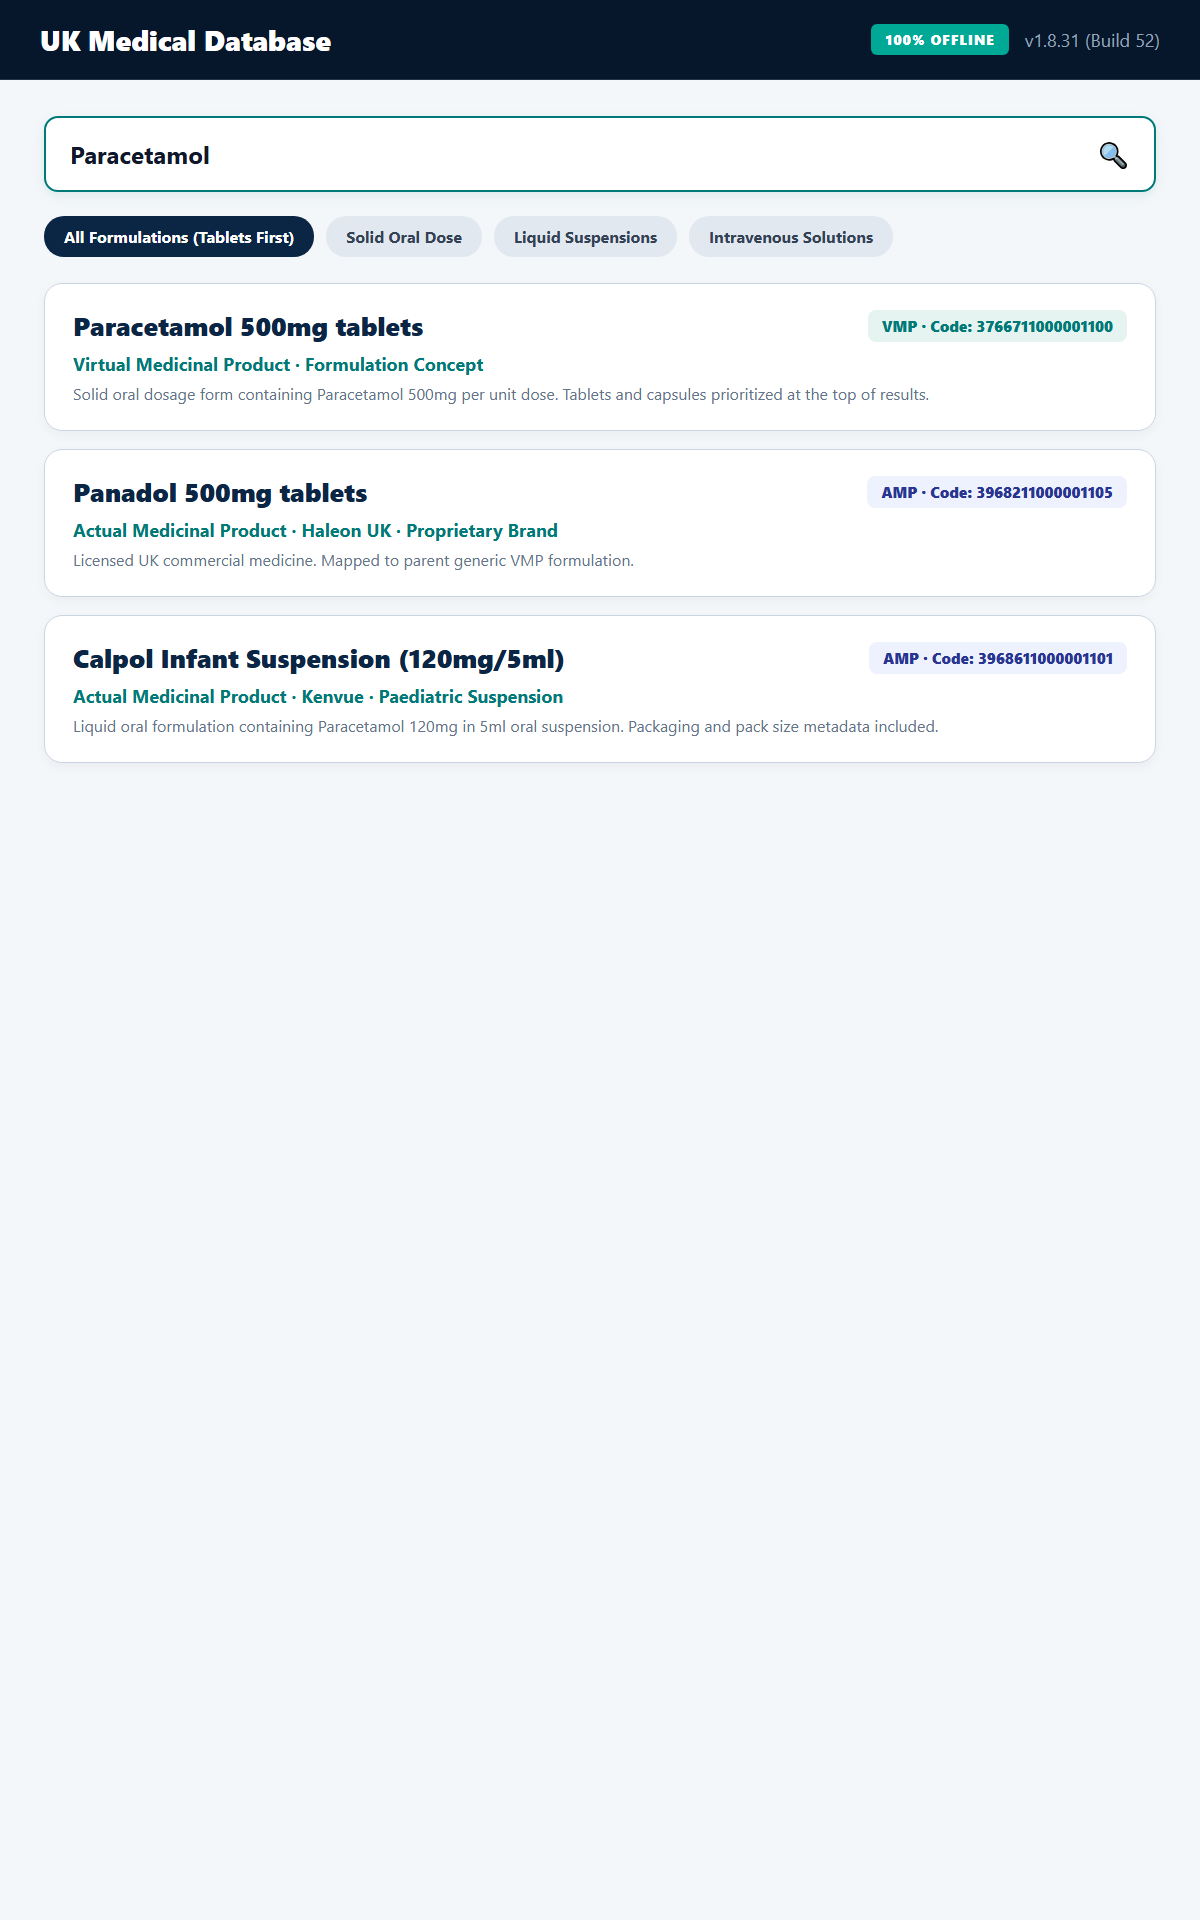 UK Medical Database
100% OFFLINE
v1.8.31 (Build 52)
Paracetamol
All Formulations (Tablets First)
Solid Oral Dose
Liquid Suspensions
Intravenous Solutions
Paracetamol 500mg tablets
VMP · Code: 3766711000001100
Virtual Medicinal Product · Formulation Concept
Solid oral dosage form containing Paracetamol 500mg per unit dose. Tablets and capsules prioritized at the top of results.
Panadol 500mg tablets
AMP · Code: 3968211000001105
Actual Medicinal Product · Haleon UK · Proprietary Brand
Licensed UK commercial medicine. Mapped to parent generic VMP formulation.
Calpol Infant Suspension (120mg/5ml)
AMP · Code: 3968611000001101
Actual Medicinal Product · Kenvue · Paediatric Suspension
Liquid oral formulation containing Paracetamol 120mg in 5ml oral suspension. Packaging and pack size metadata included.